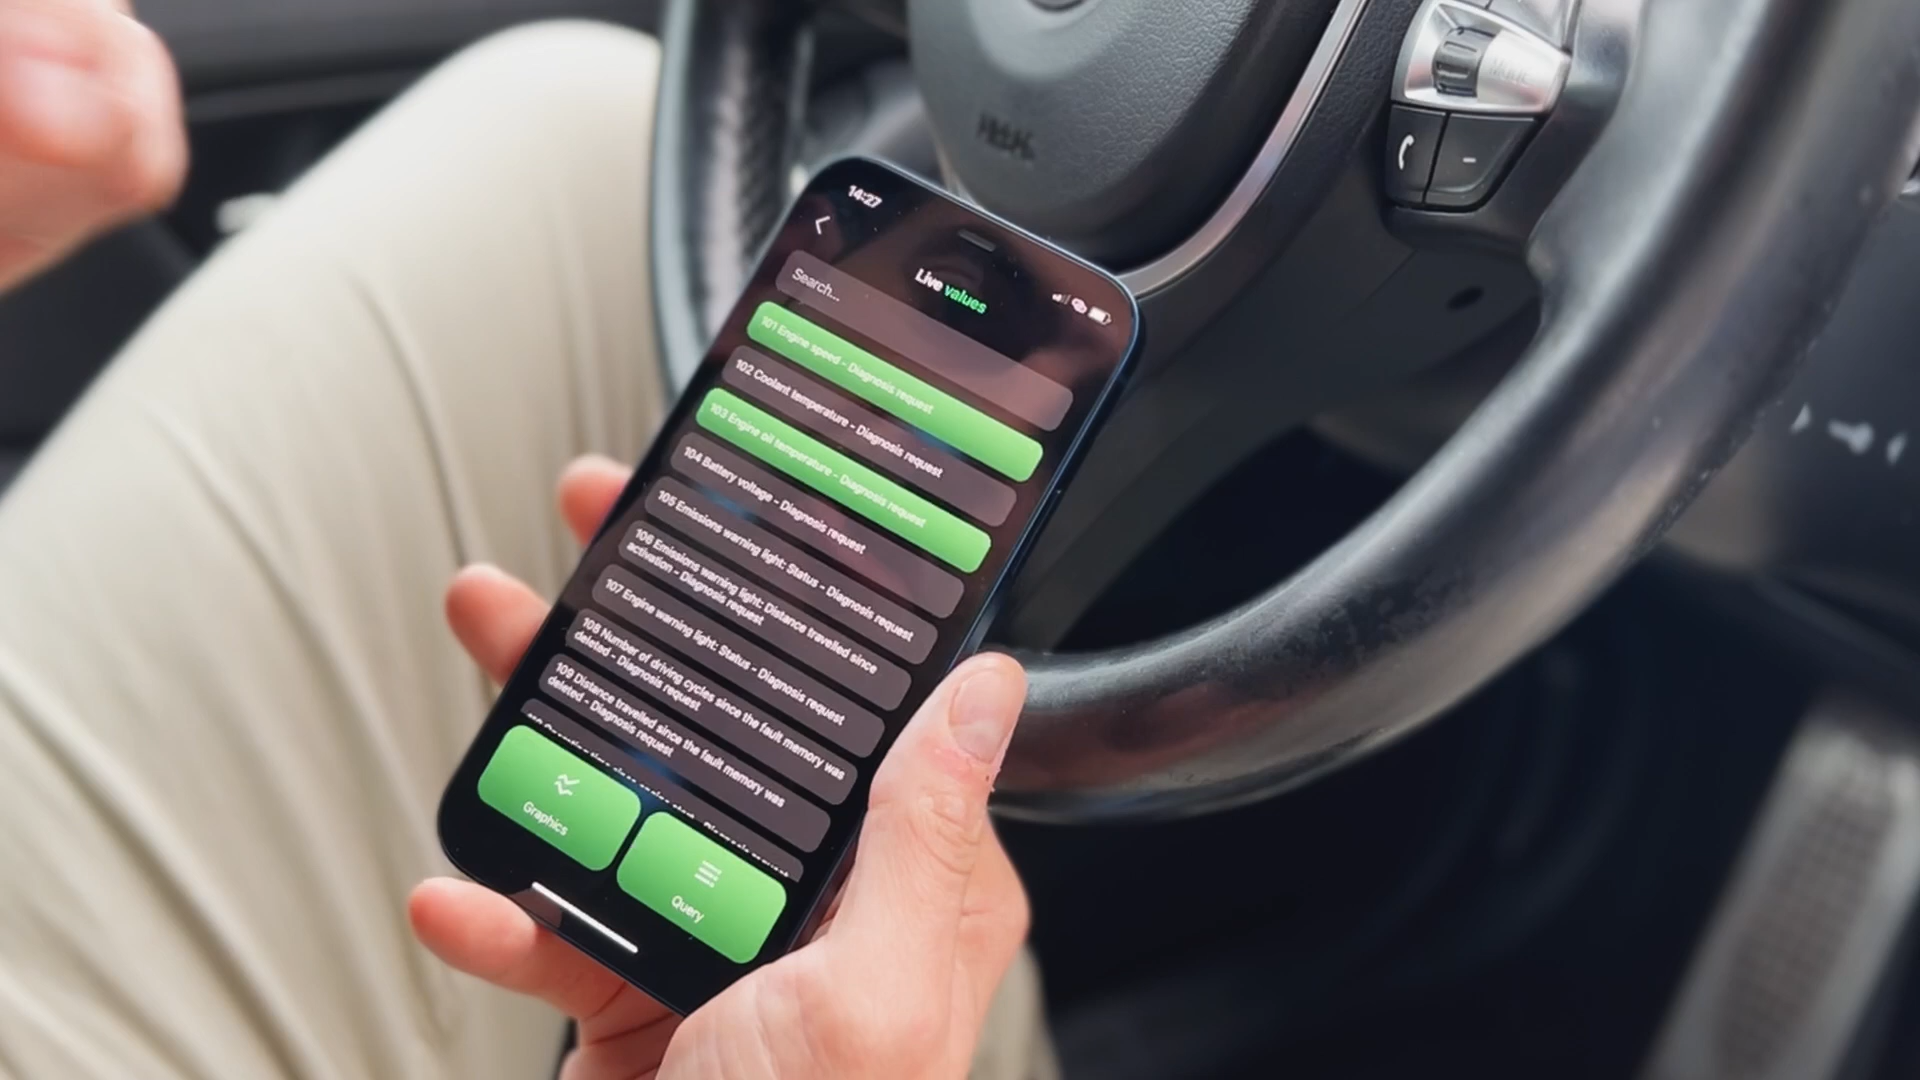 14:27
Live values
Search...
101 Engine speed - Diagnosis request
102 Coolant temperature - Diagnosis request
103 Engine oil temperature - Diagnosis request
104 Battery voltage - Diagnosis request
105 Emissions warning light: Status - Diagnosis request
106 Emissions warning light: Distance travelled since
activation - Diagnosis request
107 Engine warning light: Status - Diagnosis request
108 Number of driving cycles since the fault memory was
deleted - Diagnosis request
109 Distance travelled since the fault memory was
deleted - Diagnosis request
Graphics
Query